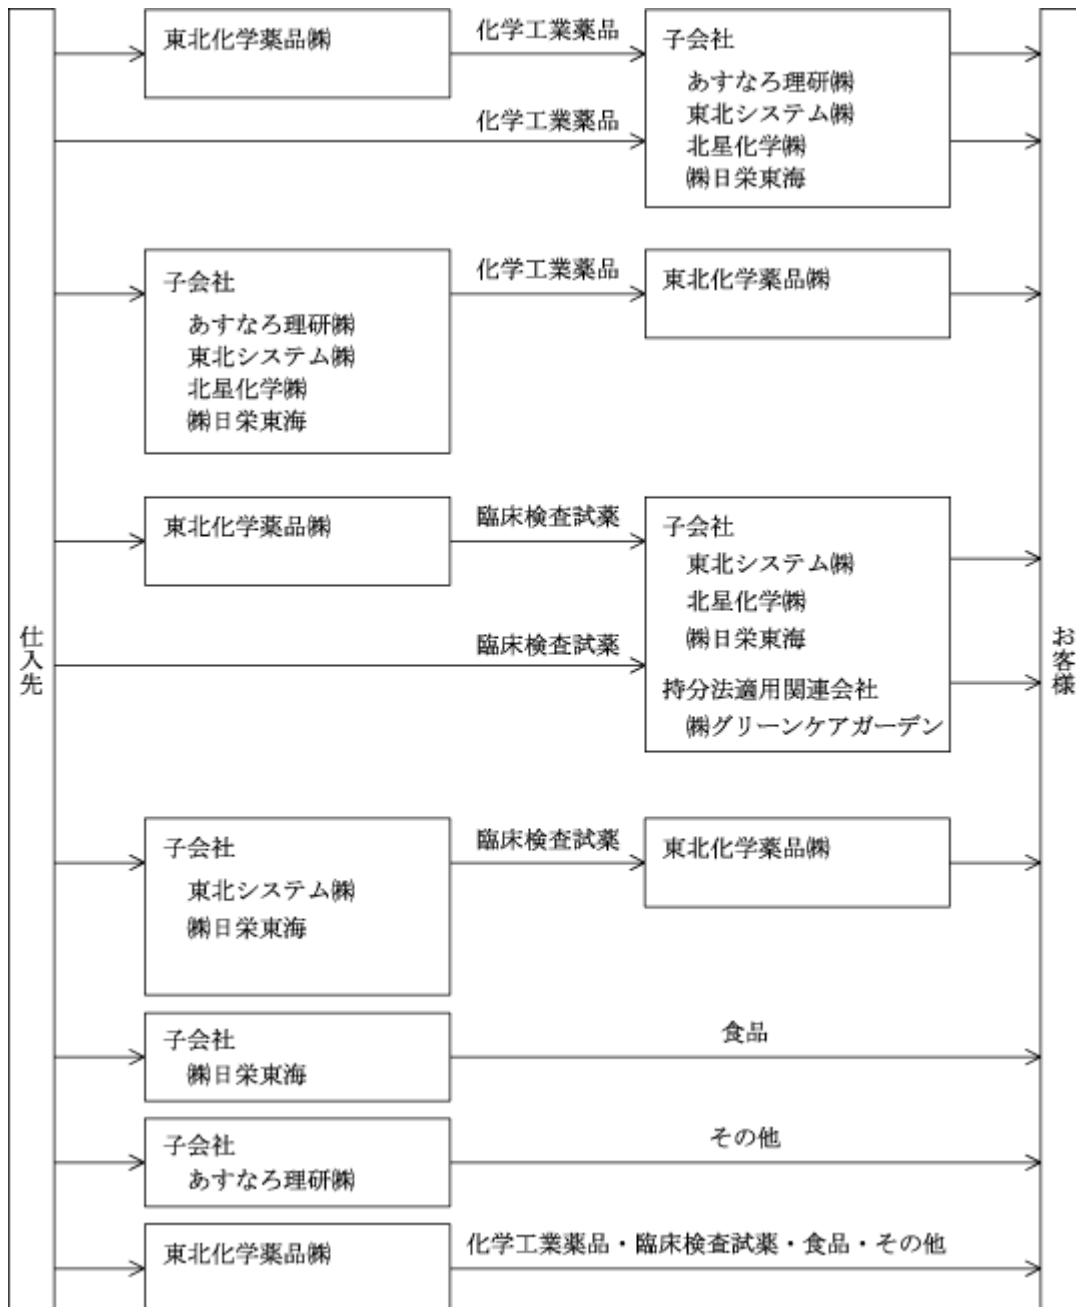 東北化学薬品㈱
化学工業薬品
子会社
あすなろ理研㈱
東北システム㈱
北星化学㈱
㈱日栄東海
化学工業薬品
子会社
あすなろ理研㈱
東北システム㈱
北星化学㈱
㈱日栄東海
化学工業薬品
東北化学薬品㈱
東北化学薬品㈱
臨床検査試薬
臨床検査試薬
子会社
東北システム㈱
北星化学㈱
㈱日栄東海
持分法適用関連会社
㈱グリーンケアガーデン
仕入先
お客様
子会社
東北システム㈱
㈱日栄東海
臨床検査試薬
東北化学薬品㈱
子会社
㈱日栄東海
食品
子会社
あすなろ理研㈱
その他
東北化学薬品㈱
化学工業薬品・臨床検査試薬・食品・その他